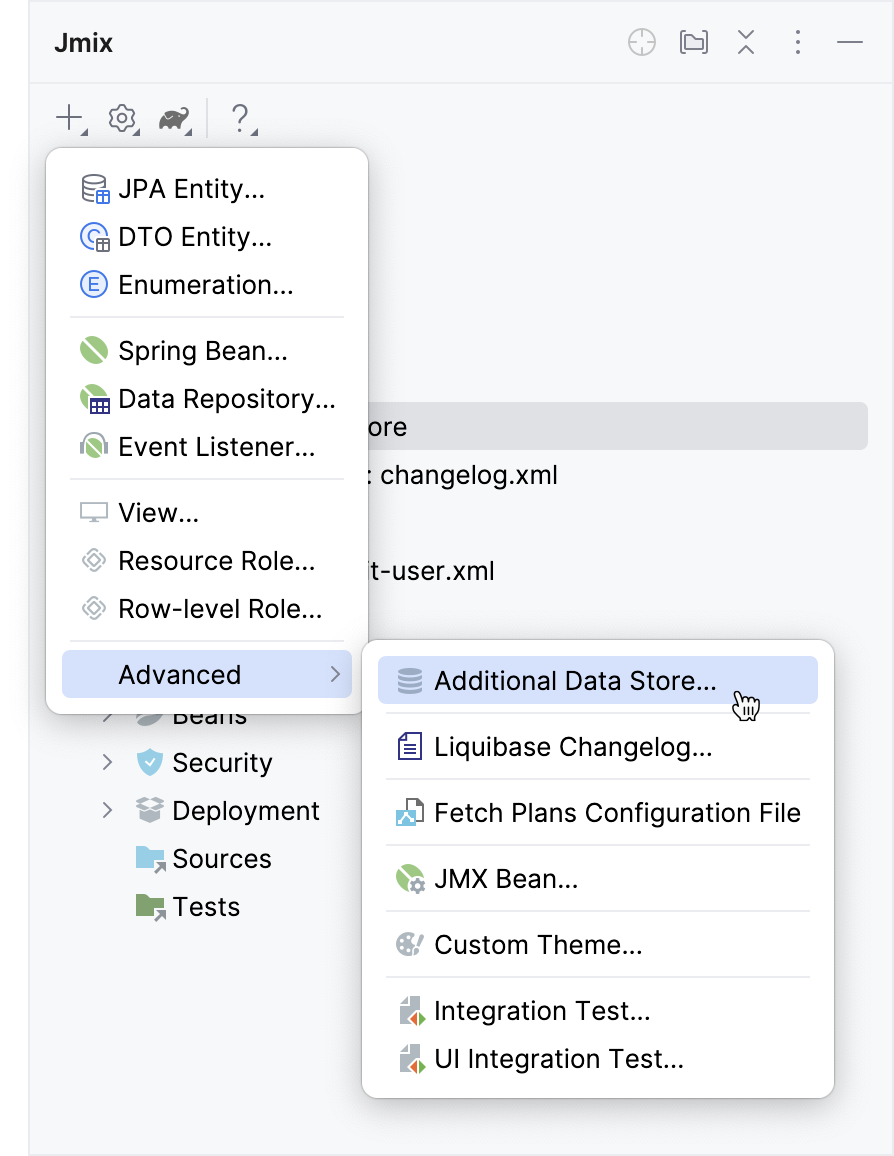 Jmix
JPA Entity...
DTO Entity...
Enumeration...
Spring Bean...
Data Repository...
ore
Event Listener...
: changelog.xml
View...
Resource Role...
it-user.xml
Row-level Role...
Advanced
Additional Data Store...
Beans
Liquibase Changelog...
Security
Deployment
Fetch Plans Configuration File
Sources
JMX Bean...
Tests
Custom Theme...
Integration Test...
UI Integration Test...